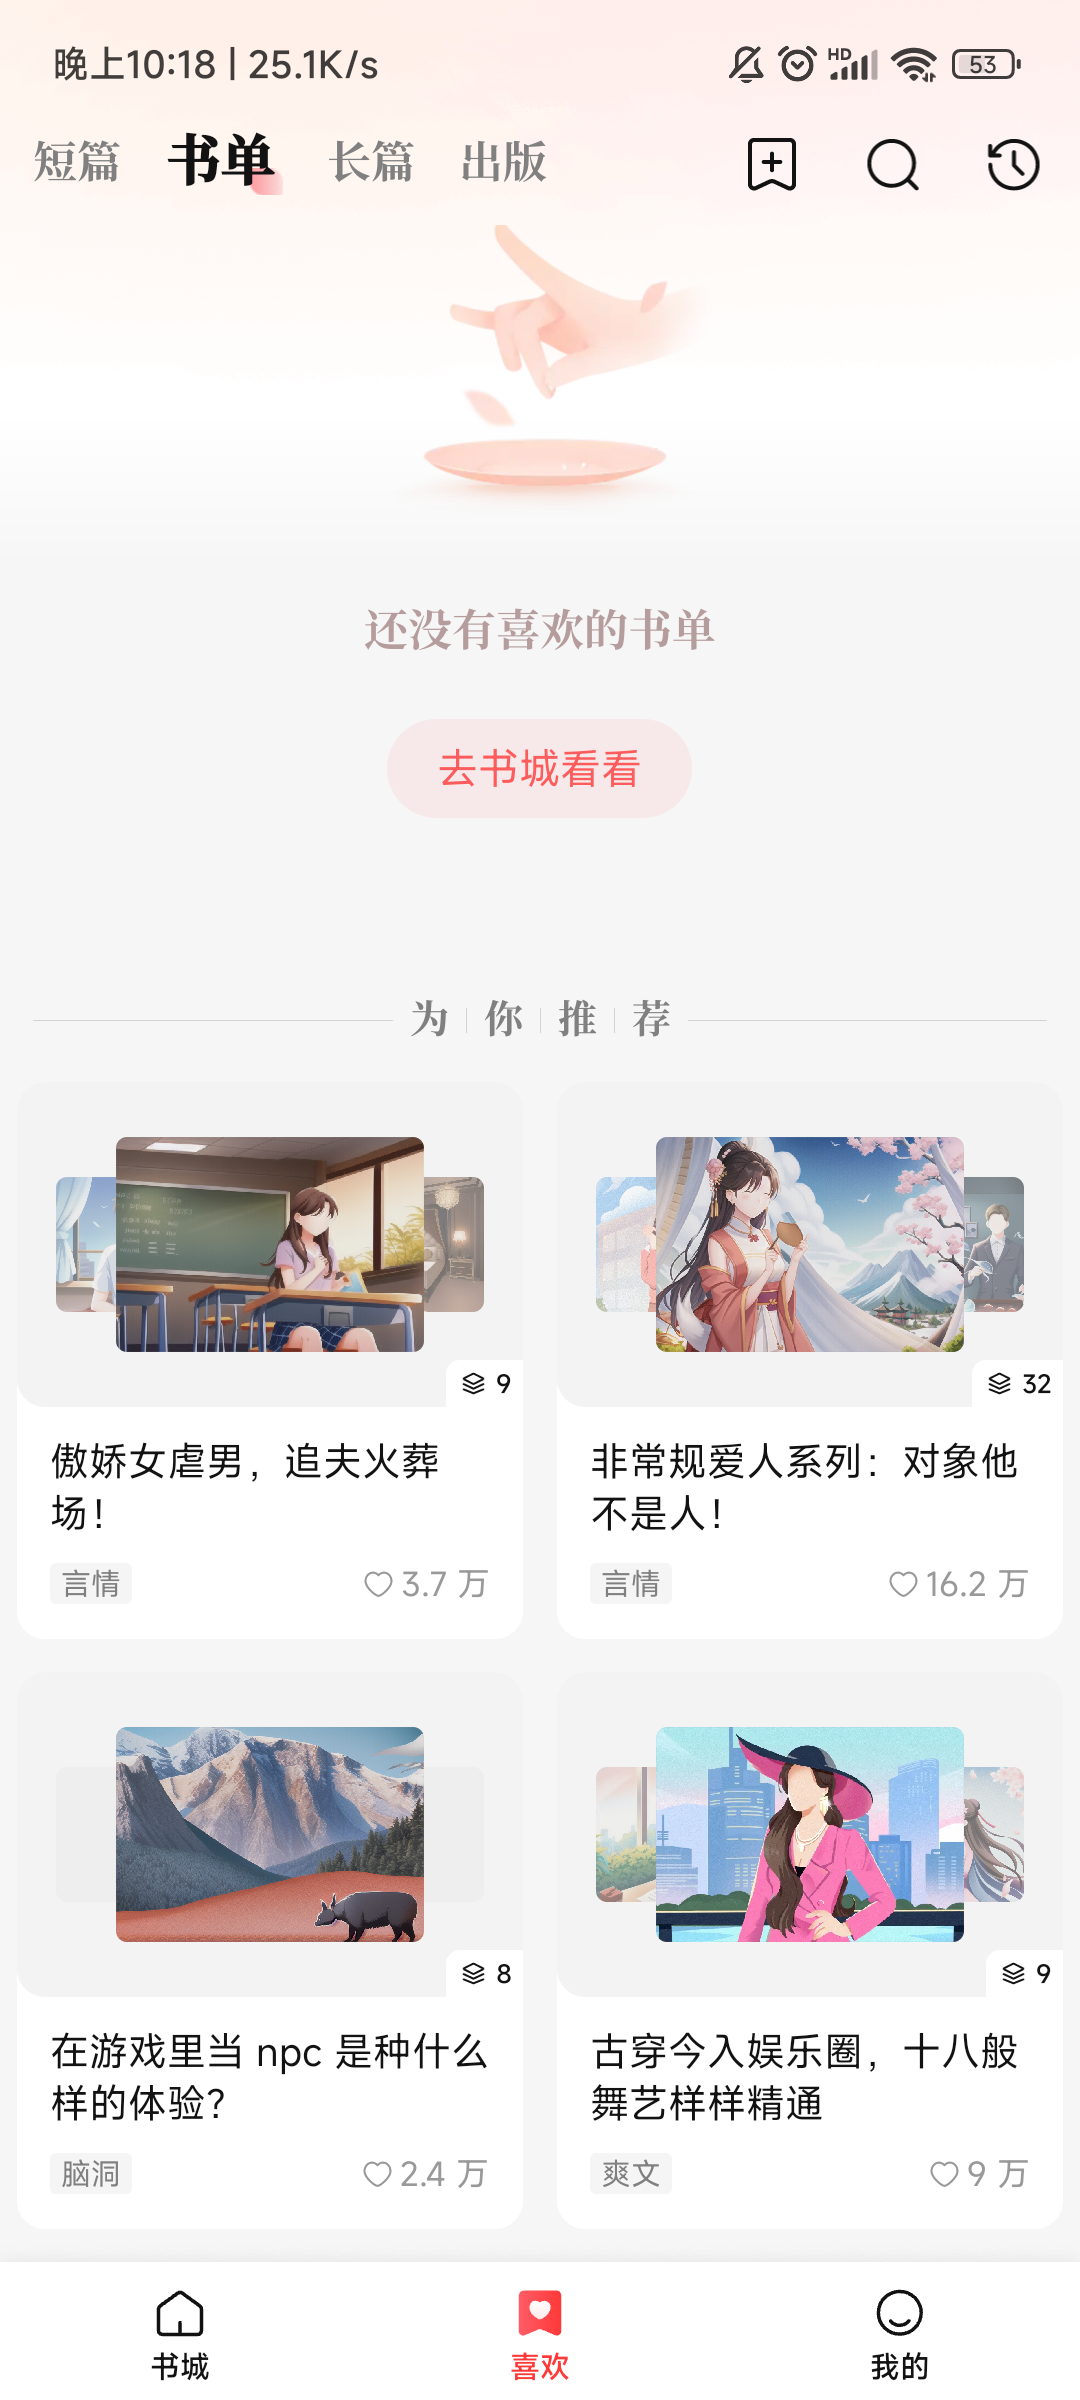 晚上10:18 | 25.1K/s
HD
53
短篇 书单 长篇 出版
还没有喜欢的书单
去书城看看
为你推荐
9
傲娇女虐男，追夫火葬
场！
言情 3.7 万
32
非常规爱人系列：对象他
不是人！
言情 16.2 万
8
在游戏里当 npc 是种什么
样的体验？
脑洞 2.4 万
9
古穿今入娱乐圈，十八般
舞艺样样精通
爽文 9 万
书城 喜欢 我的